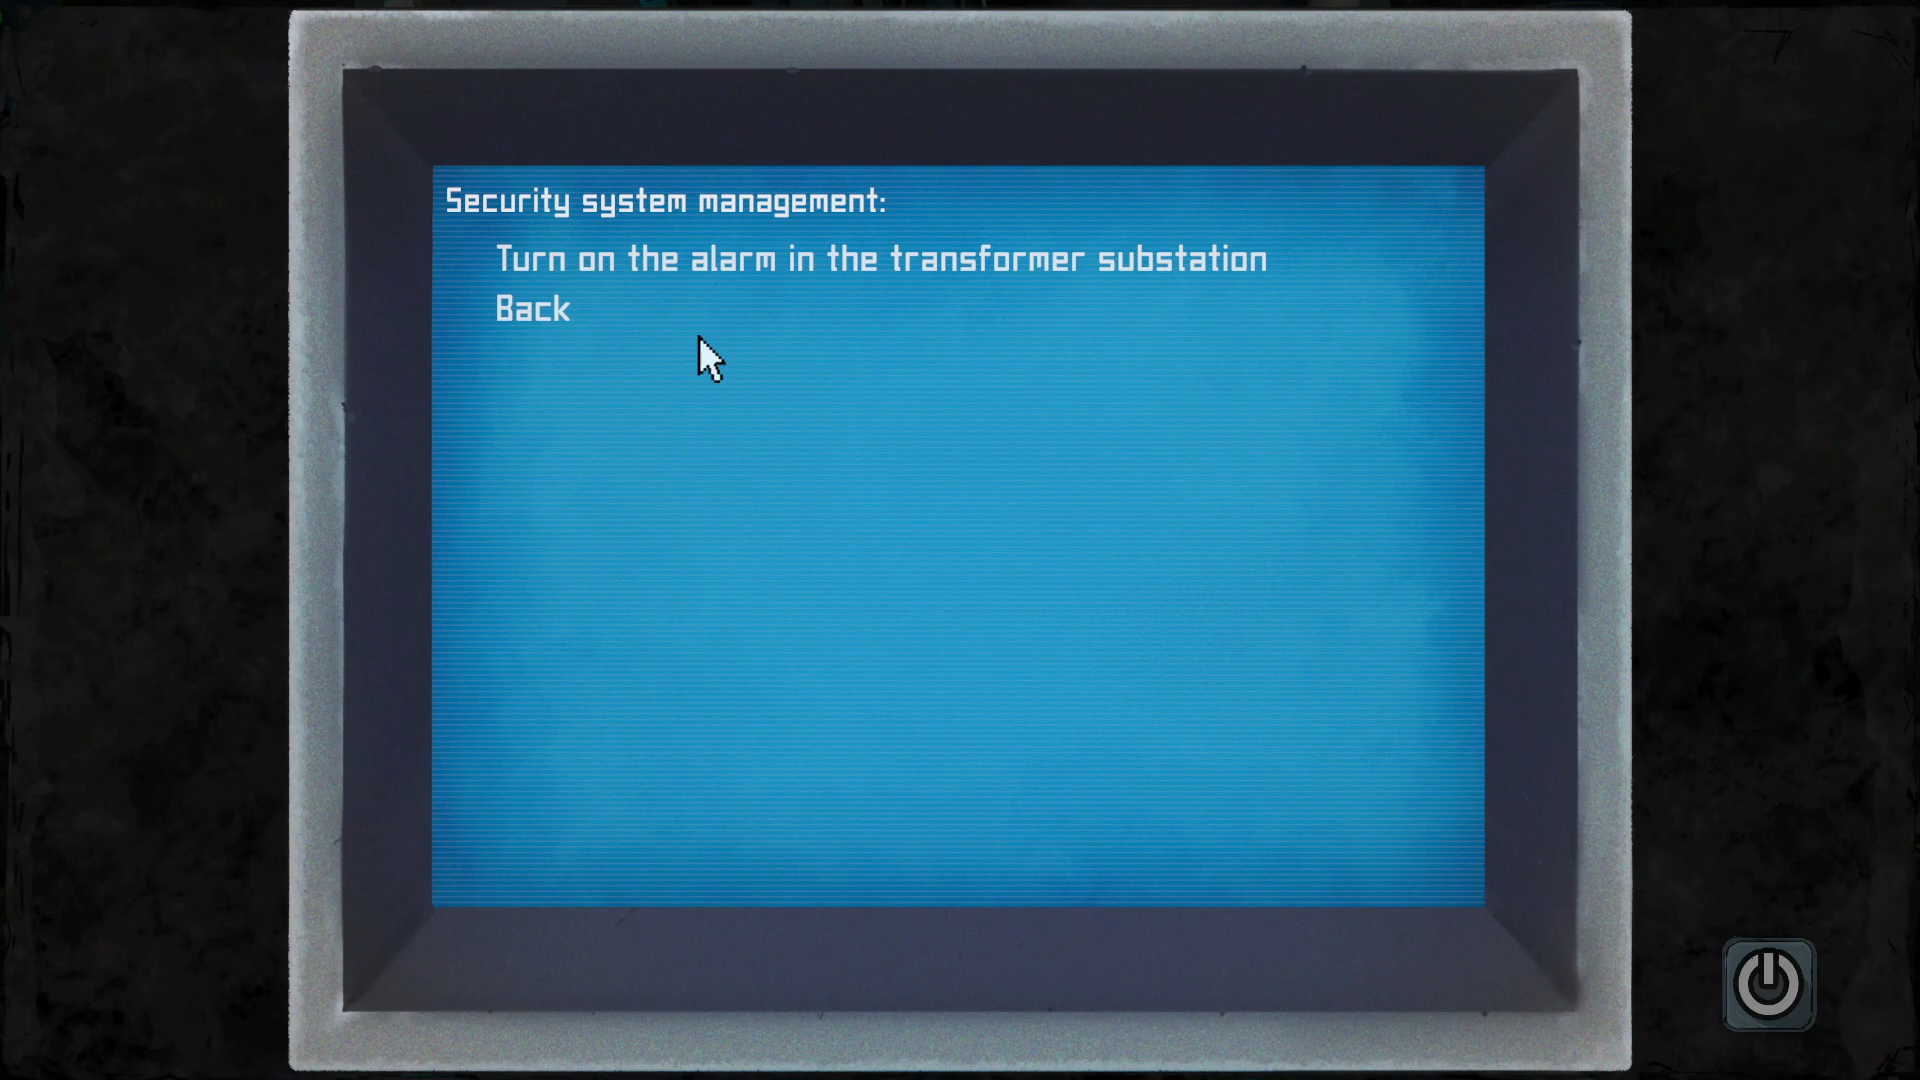 Security system management:
Turn on the alarm in the transformer substation
Back